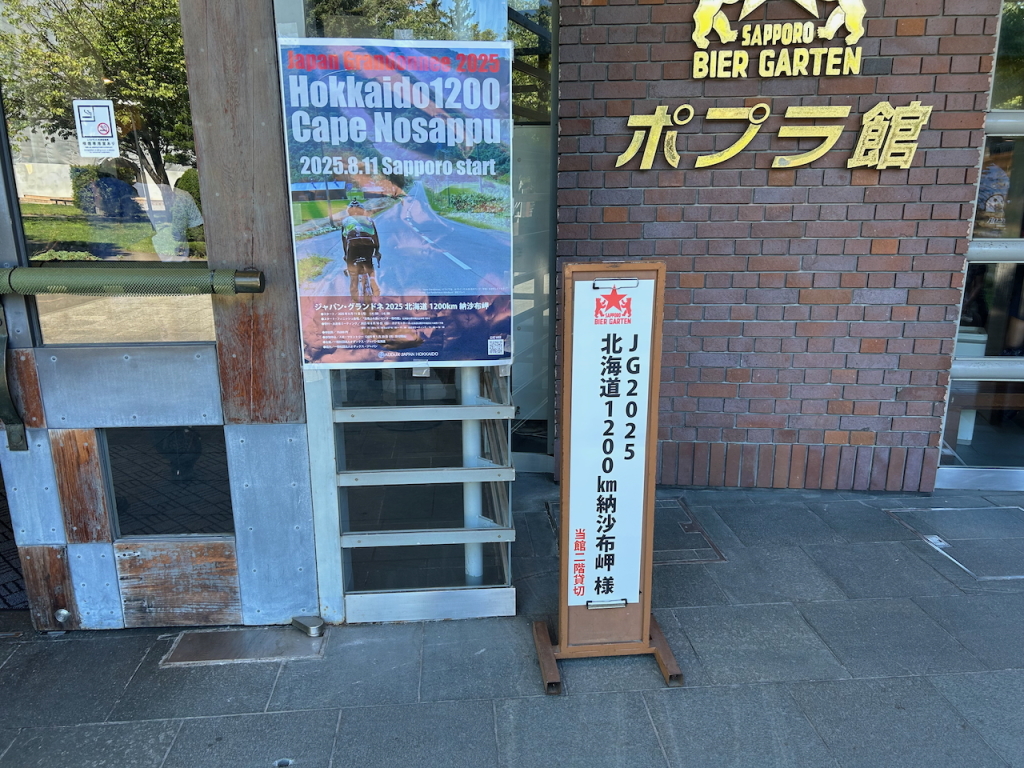 Japan Grandonnee 2025
Hokkaido1200
Cape Nosappu
2025.8.11 Sapporo start
ジャパン・グランドネ 2025 北海道 1200km 納沙布岬
AUDAX JAPAN HOKKAIDO
SAPPORO
BIER GARTEN
ポプラ館
SAPPORO
BIER GARTEN
JG2025
北海道1200km納沙布岬 様
当館二階貸切